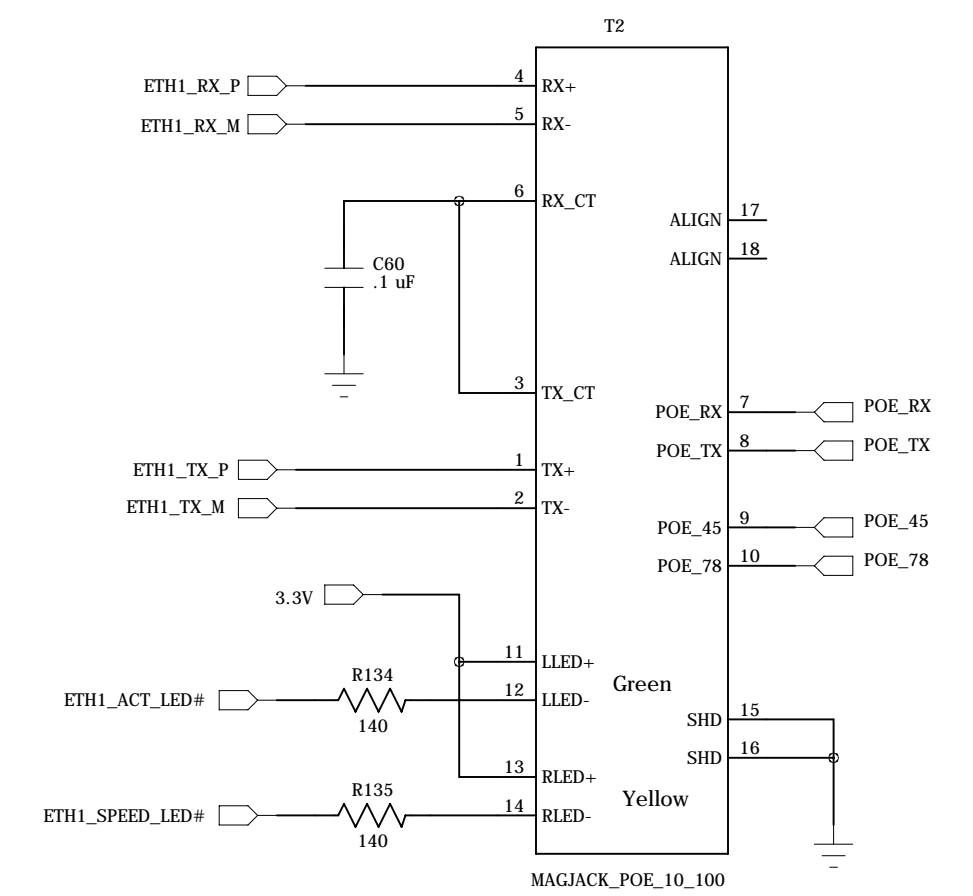 T2
ETH1_RX_P
4
RX+
ETH1_RX_M
5
RX-
6
RX_CT
ALIGN
17
ALIGN
18
C60
.1 uF
3
TX_CT
POE_RX
7
POE_RX
POE_TX
8
POE_TX
ETH1_TX_P
1
TX+
ETH1_TX_M
2
TX-
POE_45
9
POE_45
POE_78
10
POE_78
3.3V
11
LLED+
Green
R134
ETH1_ACT_LED#
140
12
LLED-
SHD
15
SHD
16
13
RLED+
Yellow
R135
ETH1_SPEED_LED#
140
14
RLED-
MAGJACK_POE_10_100